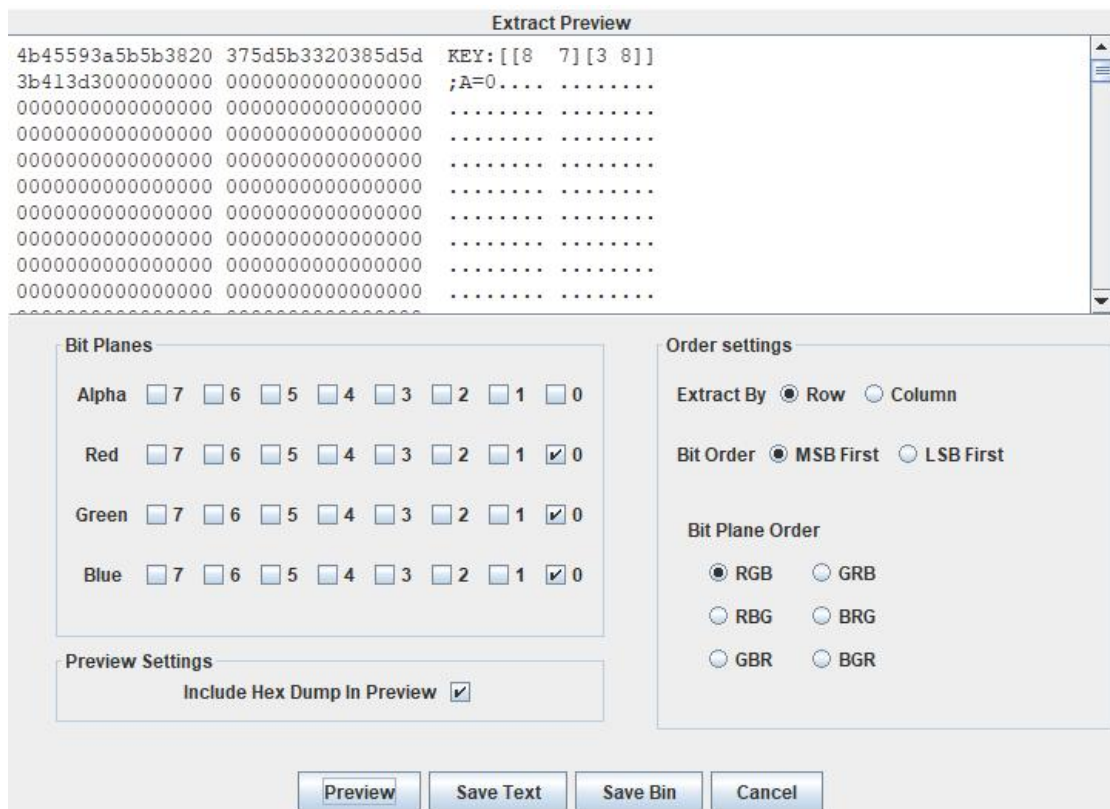 Extract Preview
4b45593a5b5b3820 375d5b3320385d5d KEY:[[8 7][3 8]]
3b413d3000000000 0000000000000000 ;A=0.... ........
0000000000000000 0000000000000000 ........ ........
0000000000000000 0000000000000000 ........ ........
0000000000000000 0000000000000000 ........ ........
0000000000000000 0000000000000000 ........ ........
0000000000000000 0000000000000000 ........ ........
0000000000000000 0000000000000000 ........ ........
0000000000000000 0000000000000000 ........ ........
0000000000000000 0000000000000000 ........ ........
Bit Planes
Alpha 7 6 5 4 3 2 1 0
Red 7 6 5 4 3 2 1 0
Green 7 6 5 4 3 2 1 0
Blue 7 6 5 4 3 2 1 0
Preview Settings
Include Hex Dump In Preview
Order settings
Extract By Row Column
Bit Order MSB First LSB First
Bit Plane Order
RGB GRB
RBG BRG
GBR BGR
Preview Save Text Save Bin Cancel